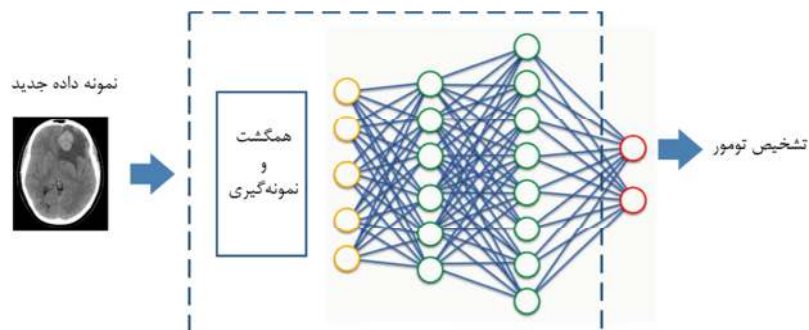 نمونه داده جدید
همگشت
و
نمونه‌گیری
تشخیص تومور